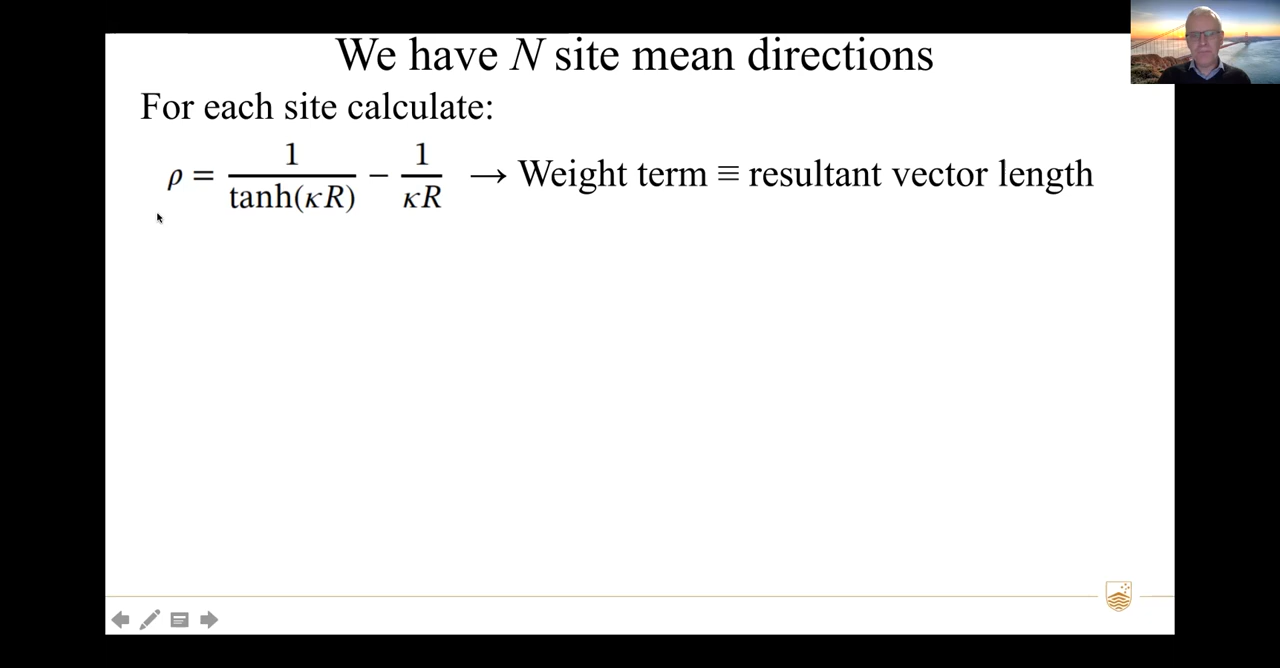 We have N site mean directions
For each site calculate:
ρ = 1/tanh(κR) − 1/κR → Weight term ≡ resultant vector length